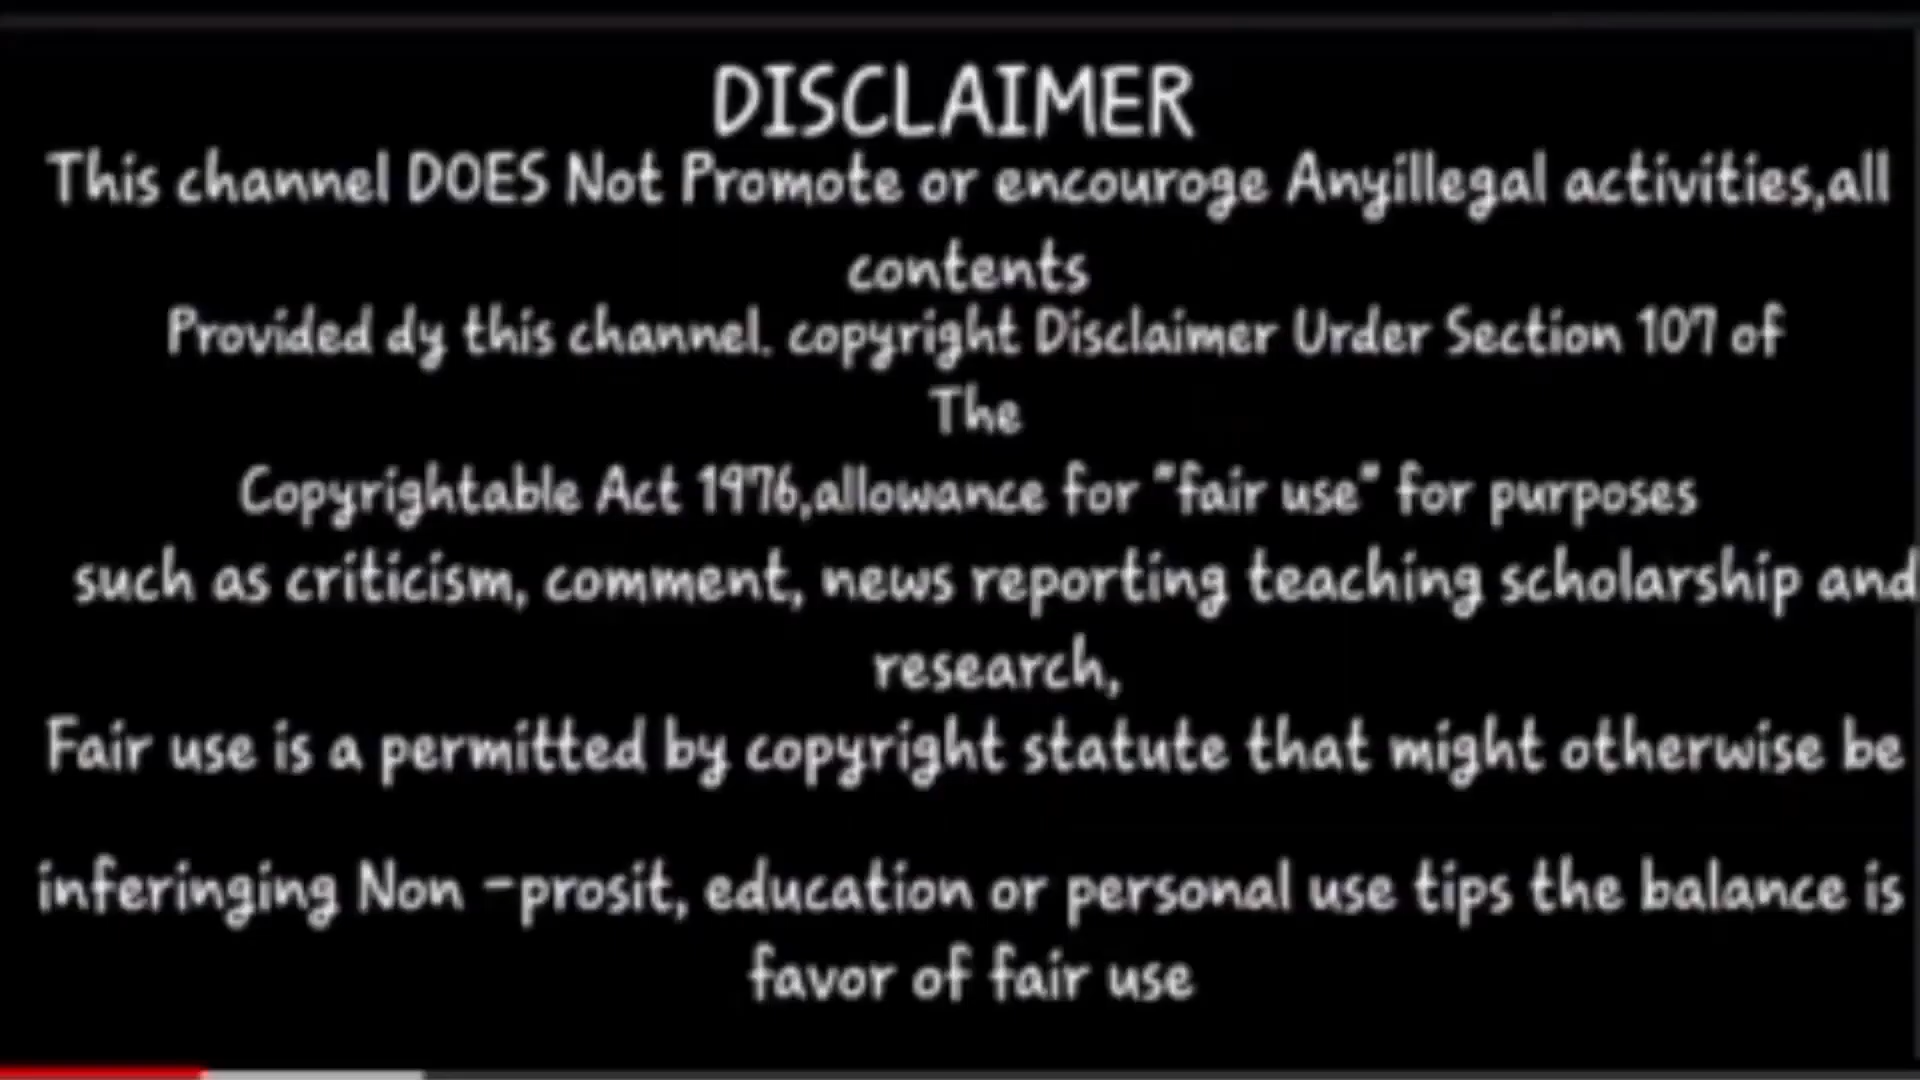 DISCLAIMER
This channel DOES Not Promote or encouroge Anyillegal activities,all
contents
Provided dy this channel. copyright Disclaimer Urder Section 107 of
The
Copyrightable Act 1976,allowance for "fair use" for purposes
such as criticism, comment, news reporting teaching scholarship and
research,
Fair use is a permitted by copyright statute that might otherwise be
inferinging Non -prosit, education or personal use tips the balance is
favor of fair use